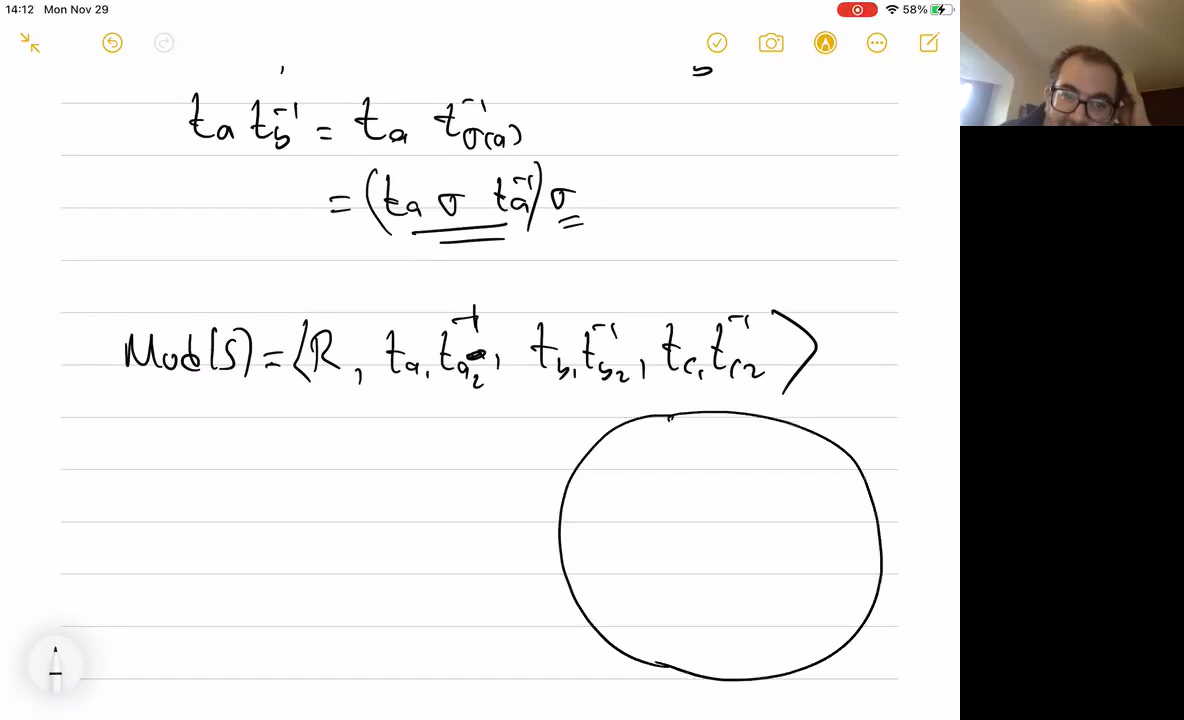 14:12 Mon Nov 29 58%
t_a t_b^{-1} = t_a t_{σ(a)}^{-1}
= (t_a σ t_a^{-1}) σ
Mod(S) = ⟨R, t_{a_1} t_{a_2}^{-1}, t_{b_1} t_{b_2}^{-1}, t_{c_1} t_{c_2}^{-1}⟩